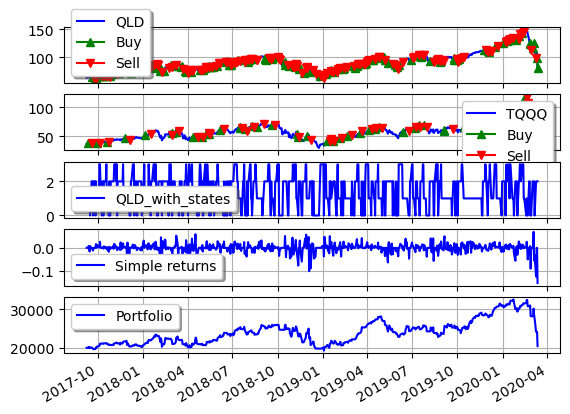 150
100
QLD
Buy
Sell
100
50
TQQQ
Buy
Sell
2
0
QLD_with_states
0.0
−0.1
Simple returns
30000
20000
Portfolio
2017-10
2018-01
2018-04
2018-07
2018-10
2019-01
2019-04
2019-07
2019-10
2020-01
2020-04